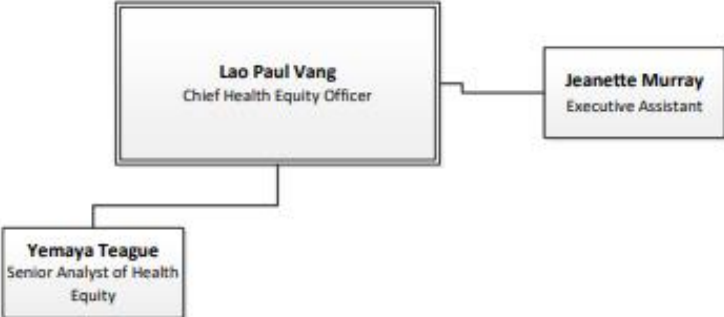 Lao Paul Vang
Chief Health Equity Officer
Jeanette Murray
Executive Assistant
Yemaya Teague
Senior Analyst of Health
Equity